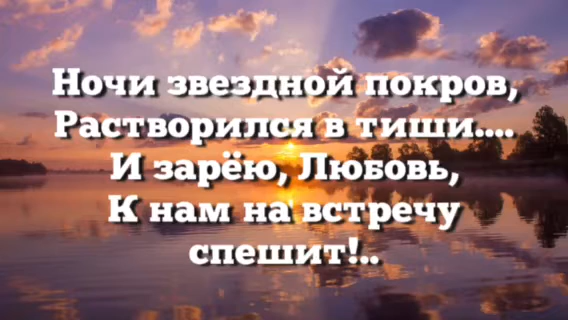 Ночи звездной покров,
Растворился в тиши....
И зарёю, Любовь,
К нам на встречу
спешит!..